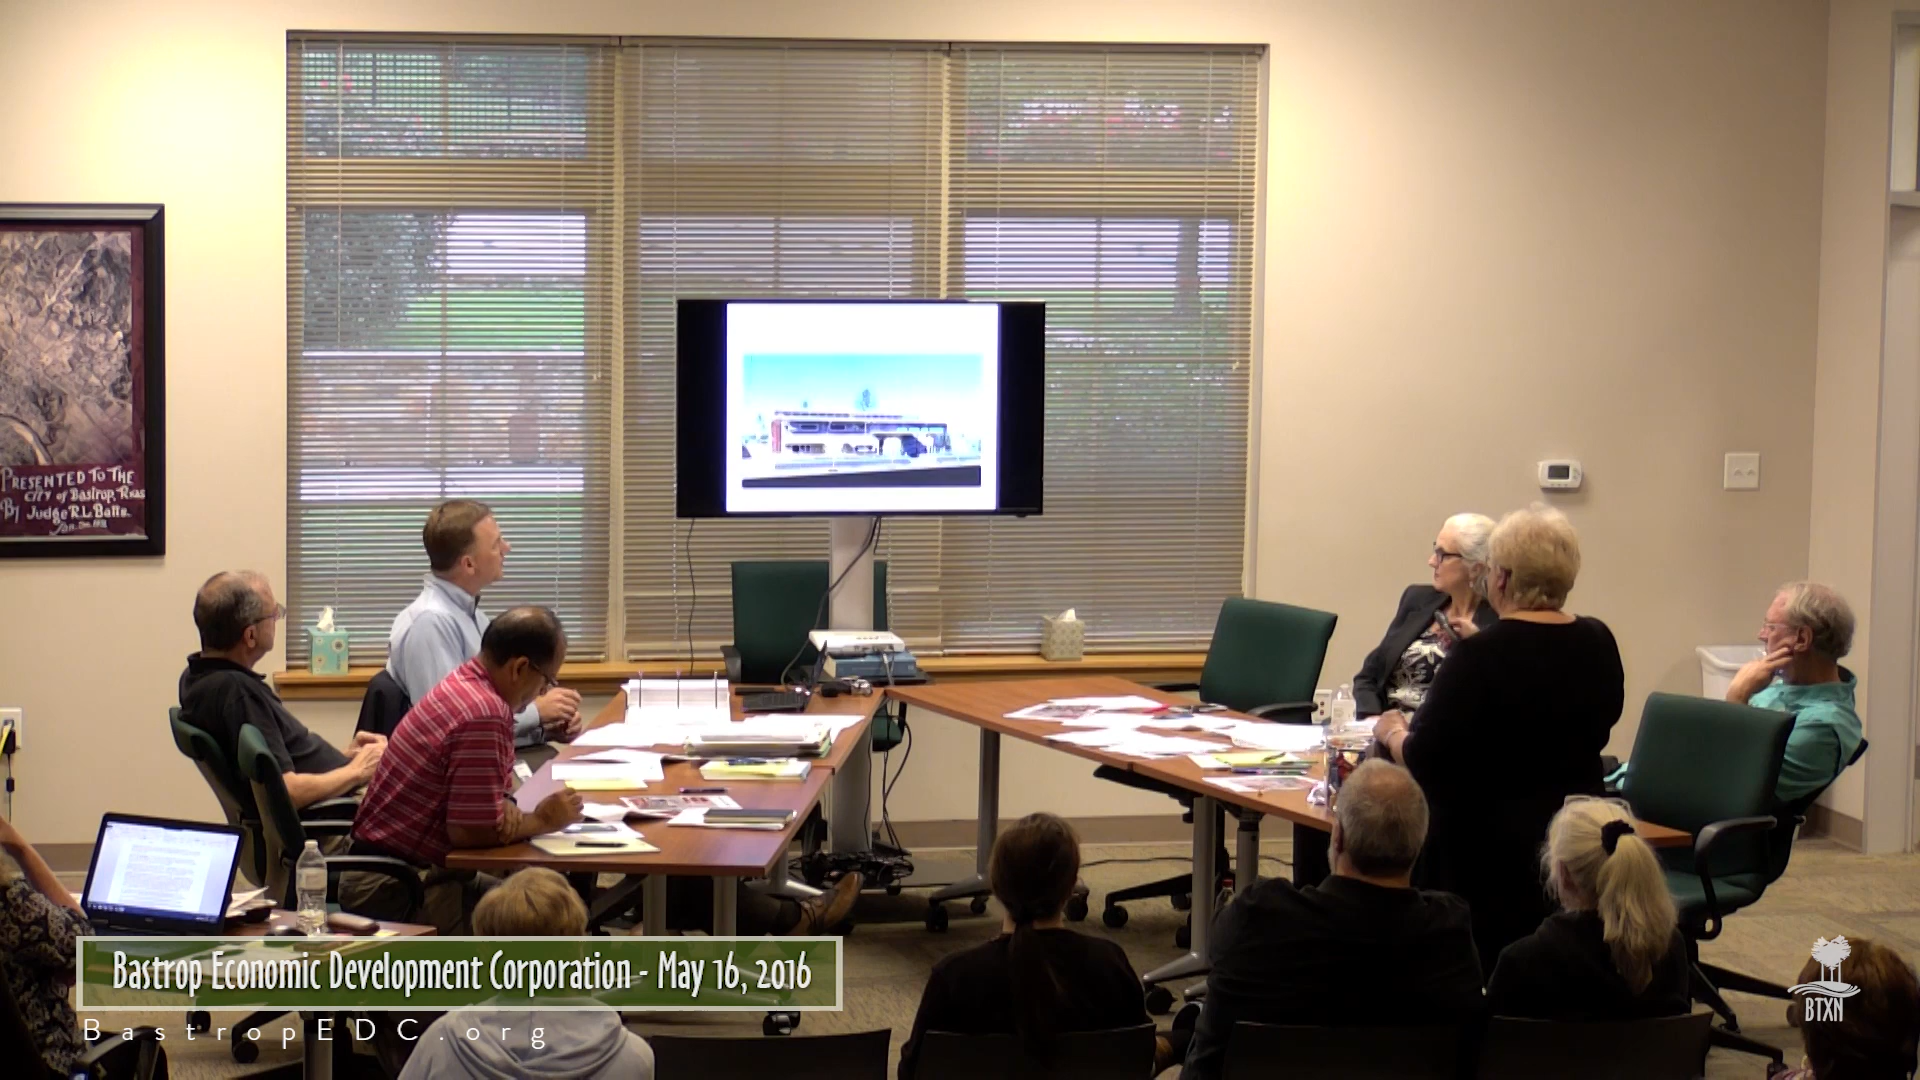 PRESENTED TO THE
CITY of Bastrop, Texas
By Judge R.L. Batts
Bastrop Economic Development Corporation - May 16, 2016
BastropEDC.org
BTXN